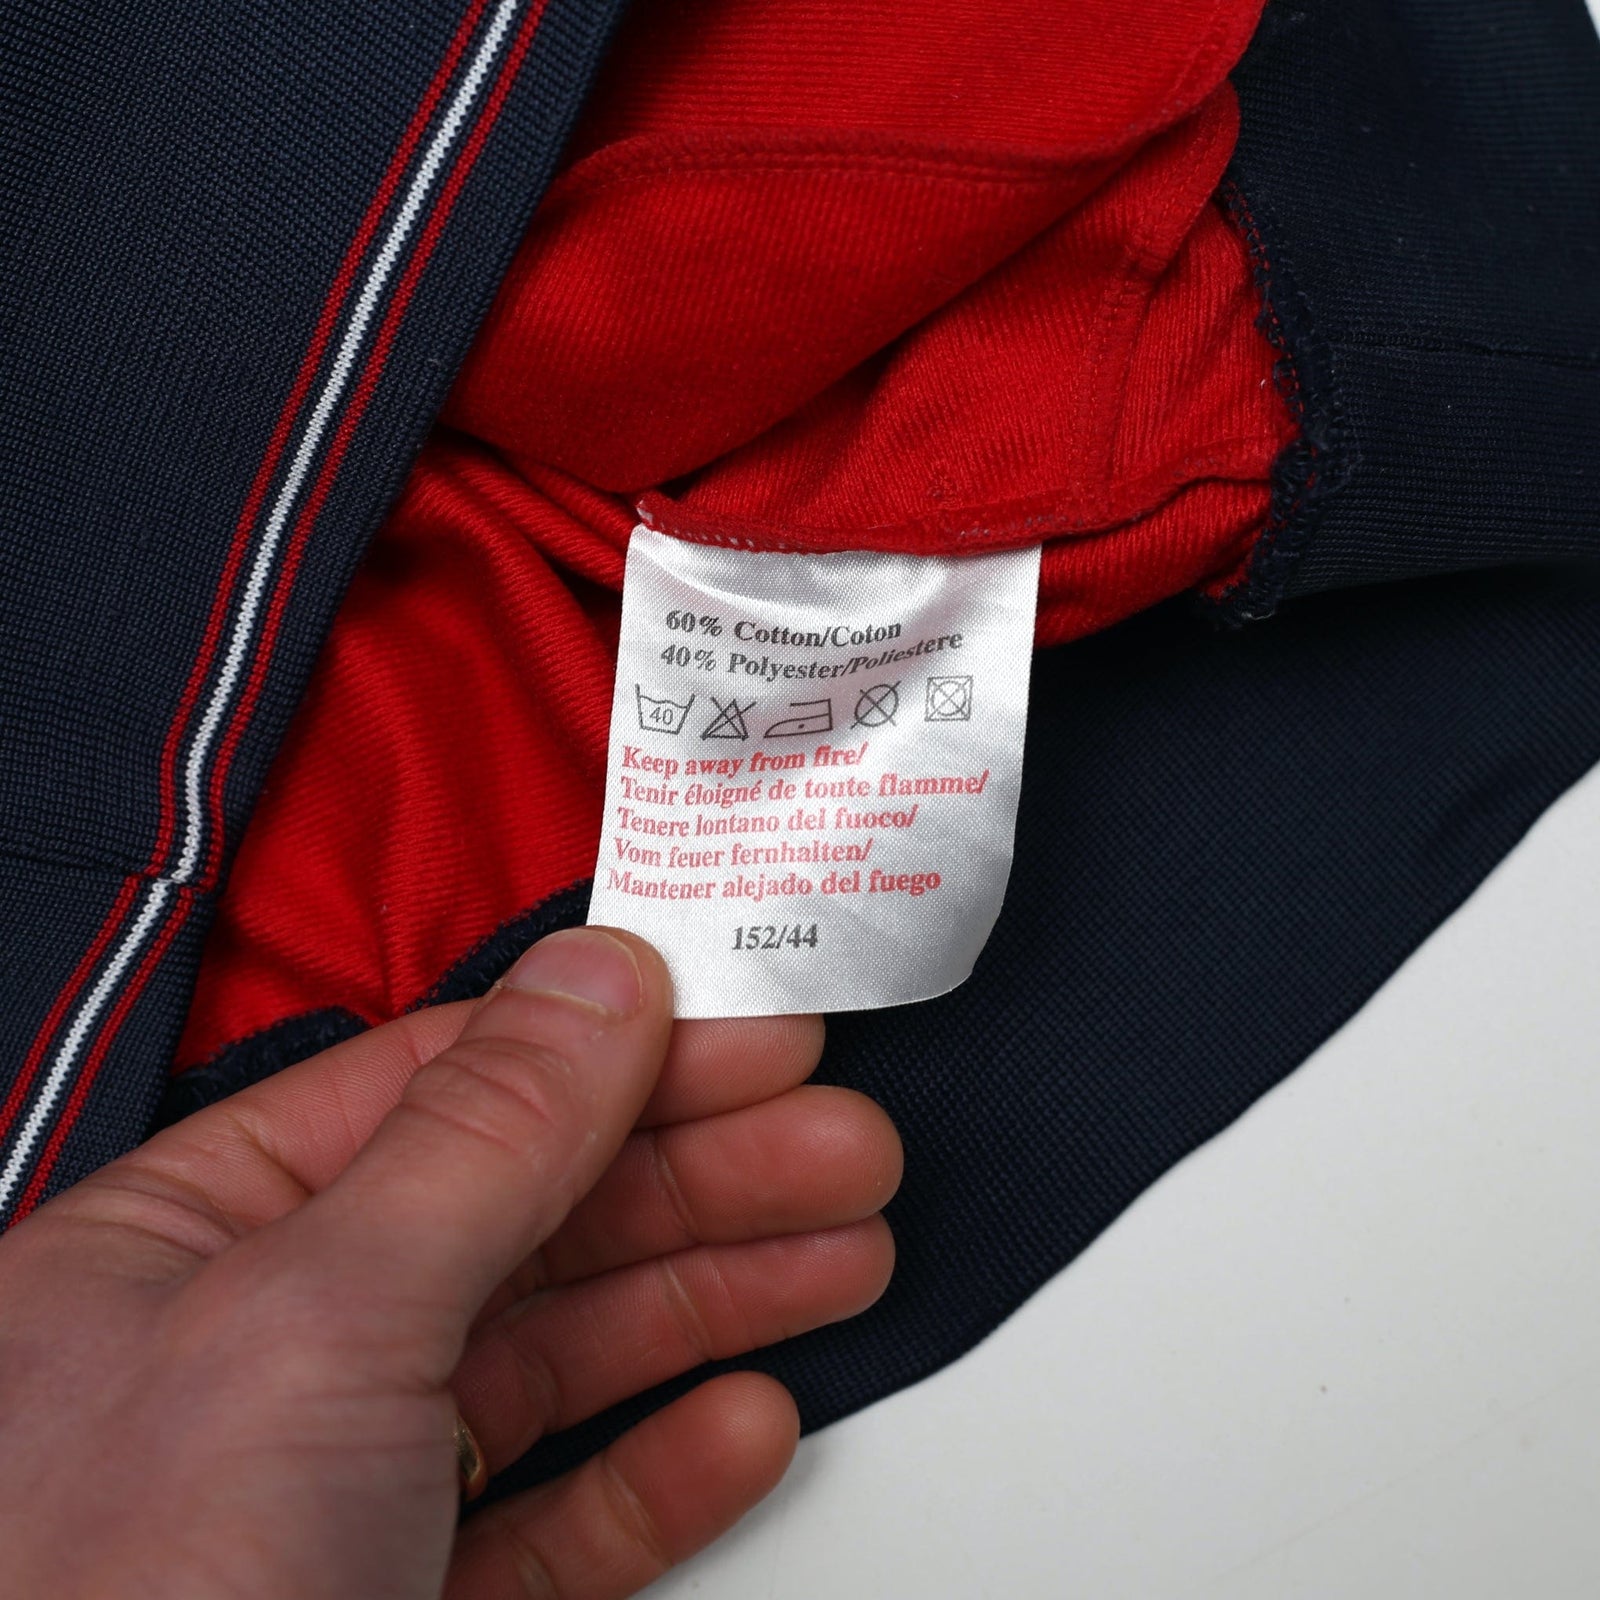 60% Cotton/Coton
40% Polyester/Poliestere
40
Keep away from fire/
Tenir éloigné de toute flamme/
Tenere lontano del fuoco/
Vom feuer fernhalten/
Mantener alejado del fuego
152/44